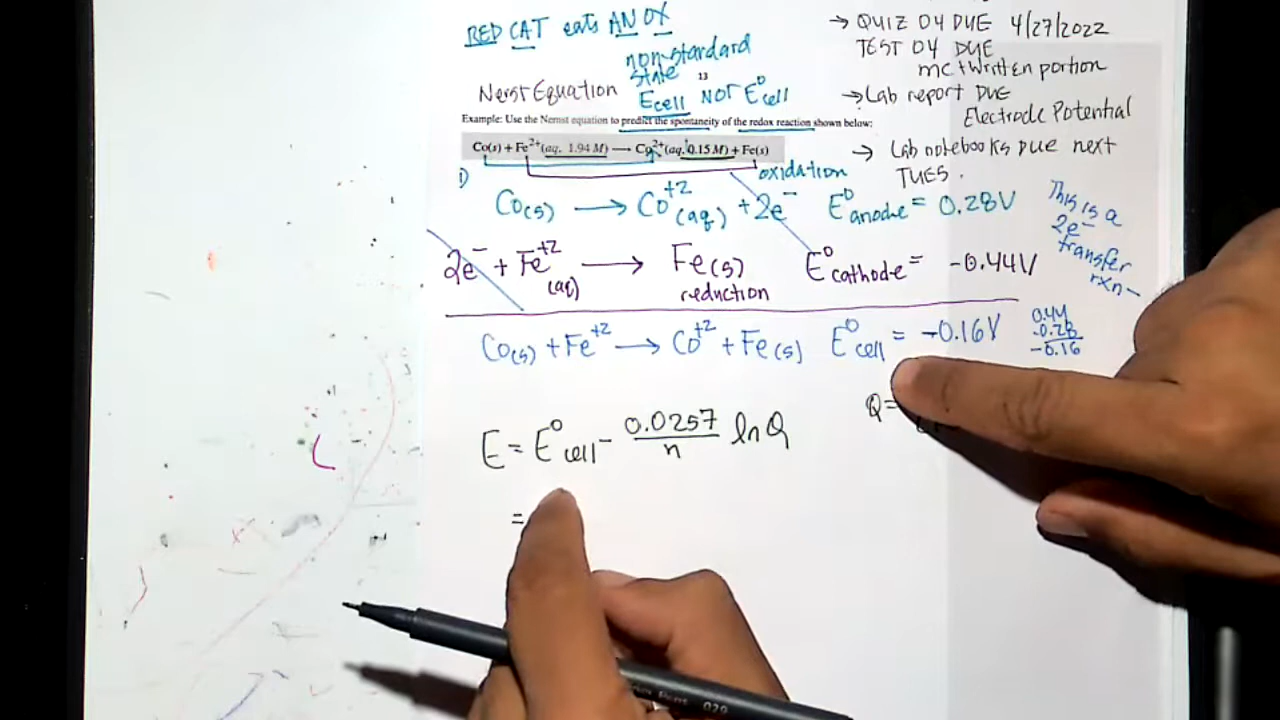 RED CAT eats AN OX
non-standard
state
13
Nerst Equation
Ecell NOT E°cell
Example: Use the Nernst equation to predict the spontaneity of the redox reaction shown below:
Co(s) + Fe²⁺(aq, 1.94 M) ⟶ Co²⁺(aq, 0.15 M) + Fe(s)
oxidation
1)
Co(s) ⟶ Co⁺²(aq) + 2e⁻ E°anode = 0.28V
2e⁻ + Fe⁺²(aq) ⟶ Fe(s) E°cathode = -0.44V
reduction
Co(s) + Fe⁺² ⟶ Co⁺² + Fe(s) E°cell = -0.16V
E = E°cell - 0.0257/n ln Q
Q=
=
→ QUIZ 04 DUE 4/27/2022
TEST 04 DUE
mc + written portion
→ Lab report DUE
Electrode Potential
→ Lab notebooks DUE next
TUES.
This is a
2e⁻
transfer
rxn
0.44
-0.28
-0.16